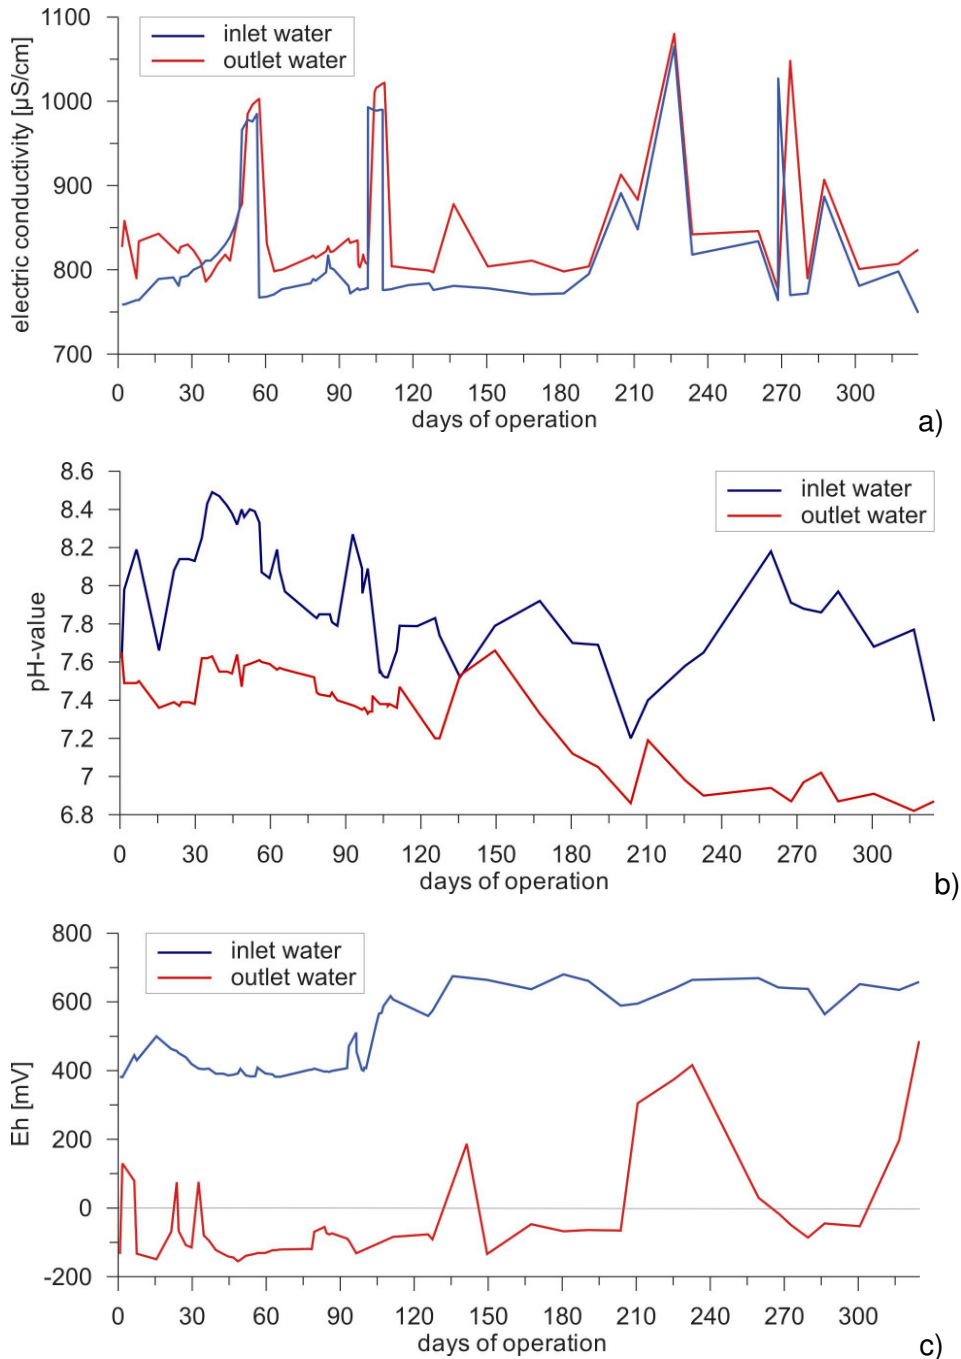 1100
1000
900
800
700
electric conductivity [µS/cm]
inlet water
outlet water
0 30 60 90 120 150 180 210 240 270 300
days of operation
a)
8.6
8.4
8.2
8
7.8
7.6
7.4
7.2
7
6.8
pH-value
inlet water
outlet water
0 30 60 90 120 150 180 210 240 270 300
days of operation
b)
800
600
400
200
0
-200
Eh [mV]
inlet water
outlet water
0 30 60 90 120 150 180 210 240 270 300
days of operation
c)